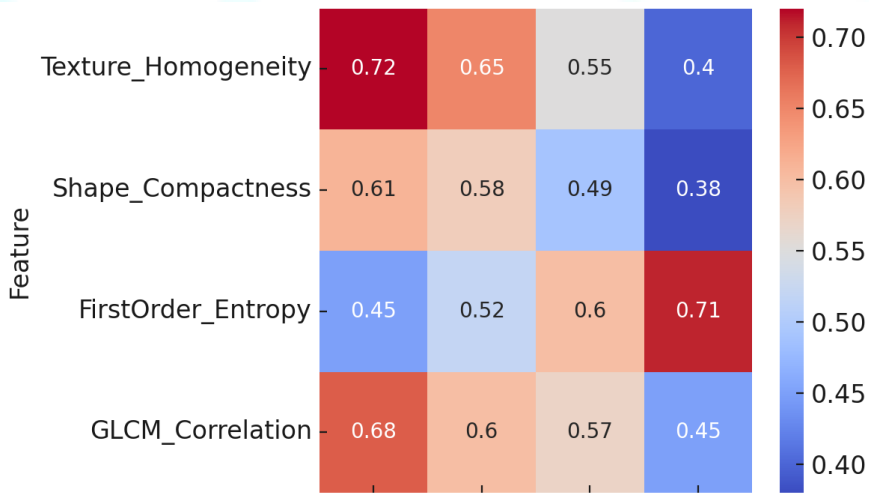 Feature
Texture_Homogeneity 0.72 0.65 0.55 0.4
Shape_Compactness 0.61 0.58 0.49 0.38
FirstOrder_Entropy 0.45 0.52 0.6 0.71
GLCM_Correlation 0.68 0.6 0.57 0.45
0.70
0.65
0.60
0.55
0.50
0.45
0.40